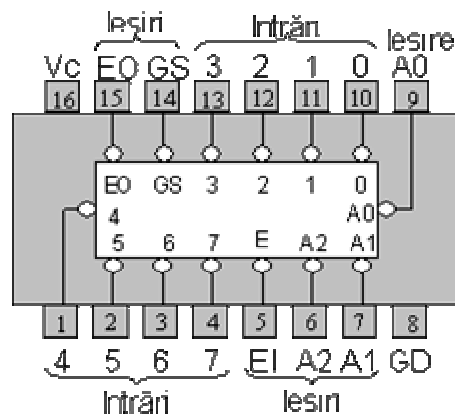 Ieşiri Intrări Ieşire
Vc EO GS 3 2 1 0 A0
16 15 14 13 12 11 10 9
EO GS 3 2 1 0
4 A0
5 6 7 E A2 A1
1 2 3 4 5 6 7 8
4 5 6 7 EI A2 A1 GD
Intrări Ieşiri